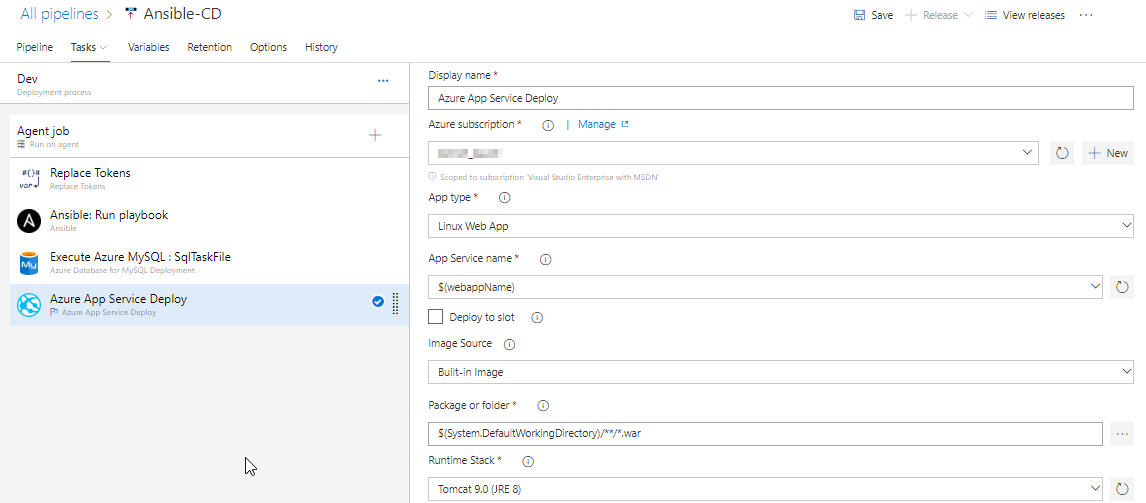 All pipelines > Ansible-CD
Save Release View releases ...
Pipeline Tasks Variables Retention Options History
Dev
Deployment process
...
Agent job
Run on agent
Replace Tokens
Replace Tokens
Ansible: Run playbook
Ansible
Execute Azure MySQL : SqlTaskFile
Azure Database for MySQL Deployment
Azure App Service Deploy
Azure App Service Deploy
Display name *
Azure App Service Deploy
Azure subscription * | Manage
New
Scoped to subscription 'Visual Studio Enterprise with MSDN'
App type *
Linux Web App
App Service name *
$(webappName)
Deploy to slot
Image Source
Built-in Image
Package or folder *
$(System.DefaultWorkingDirectory)/**/*.war
...
Runtime Stack *
Tomcat 9.0 (JRE 8)